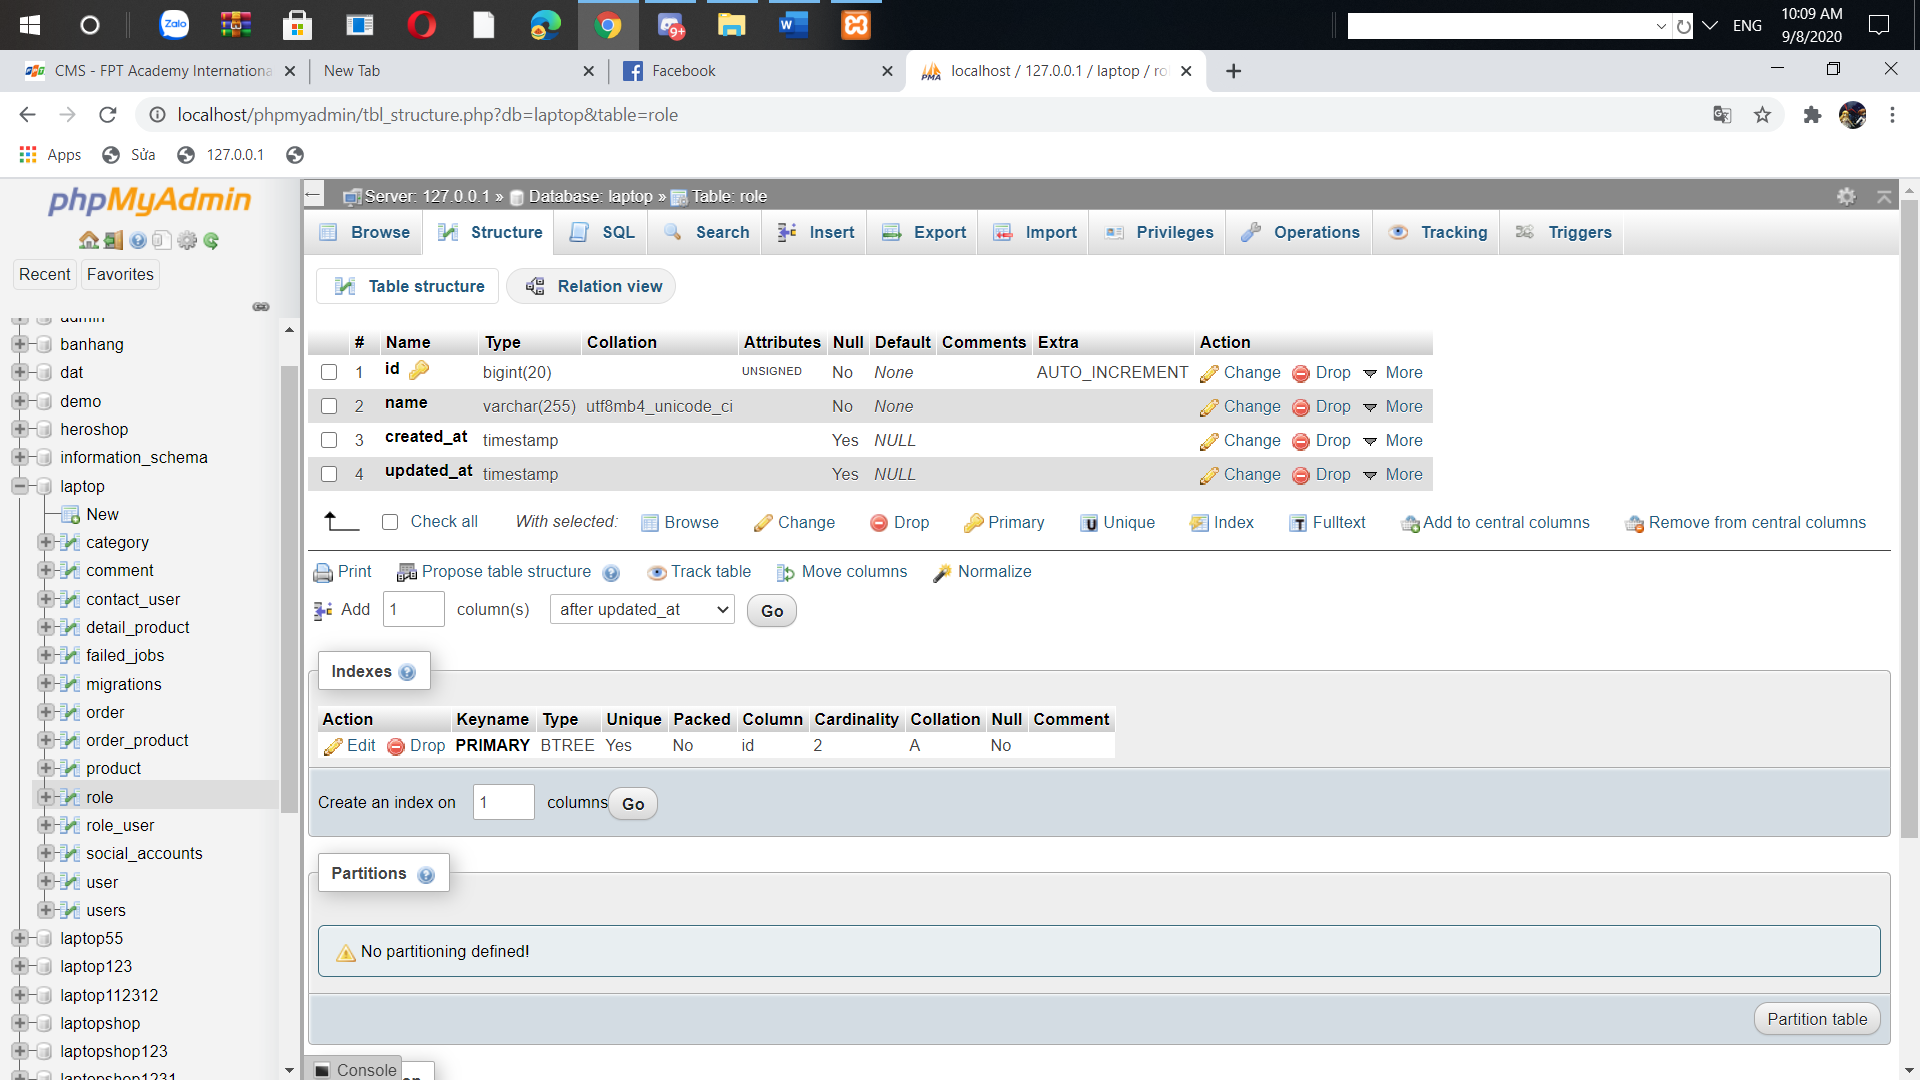 Zalo
9+
ENG
10:09 AM
9/8/2020
CMS - FPT Academy Internationa
New Tab
Facebook
localhost / 127.0.0.1 / laptop / ro
localhost/phpmyadmin/tbl_structure.php?db=laptop&table=role
Apps
Sửa
127.0.0.1
phpMyAdmin
Recent
Favorites
admin
banhang
dat
demo
heroshop
information_schema
laptop
New
category
comment
contact_user
detail_product
failed_jobs
migrations
order
order_product
product
role
role_user
social_accounts
user
users
laptop55
laptop123
laptop112312
laptopshop
laptopshop123
laptopshop1231
Server: 127.0.0.1 » Database: laptop » Table: role
Browse Structure SQL Search Insert Export Import Privileges Operations Tracking Triggers
Table structure Relation view
# Name Type Collation Attributes Null Default Comments Extra Action
1 id bigint(20) UNSIGNED No None AUTO_INCREMENT Change Drop More
2 name varchar(255) utf8mb4_unicode_ci No None Change Drop More
3 created_at timestamp Yes NULL Change Drop More
4 updated_at timestamp Yes NULL Change Drop More
Check all With selected: Browse Change Drop Primary Unique Index Fulltext Add to central columns Remove from central columns
Print Propose table structure Track table Move columns Normalize
Add 1 column(s) after updated_at Go
Indexes
Action Keyname Type Unique Packed Column Cardinality Collation Null Comment
Edit Drop PRIMARY BTREE Yes No id 2 A No
Create an index on 1 columns Go
Partitions
No partitioning defined!
Partition table
Console